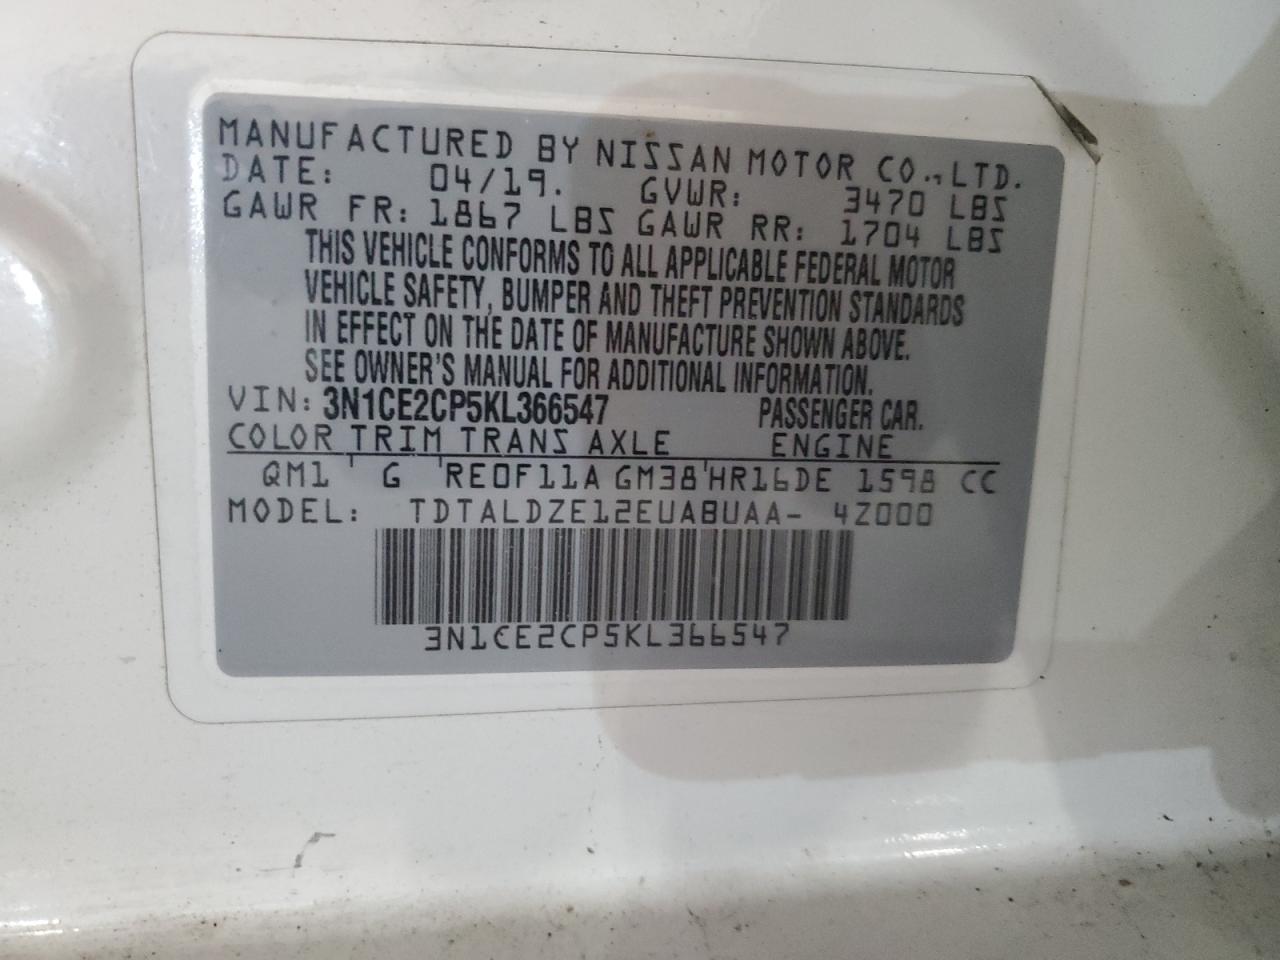 MANUFACTURED BY NISSAN MOTOR CO.,LTD.
DATE: 04/19. GVWR: 3470 LBS
GAWR FR: 1867 LBS GAWR RR: 1704 LBS
THIS VEHICLE CONFORMS TO ALL APPLICABLE FEDERAL MOTOR
VEHICLE SAFETY, BUMPER AND THEFT PREVENTION STANDARDS
IN EFFECT ON THE DATE OF MANUFACTURE SHOWN ABOVE.
SEE OWNER'S MANUAL FOR ADDITIONAL INFORMATION.
VIN: 3N1CE2CP5KL366547 PASSENGER CAR.
COLOR TRIM TRANS AXLE ENGINE
QM1 G RE0F11A GM38 HR16DE 1598 CC
MODEL: TDTALDZE12EUABUAA- 4Z000
3N1CE2CP5KL366547